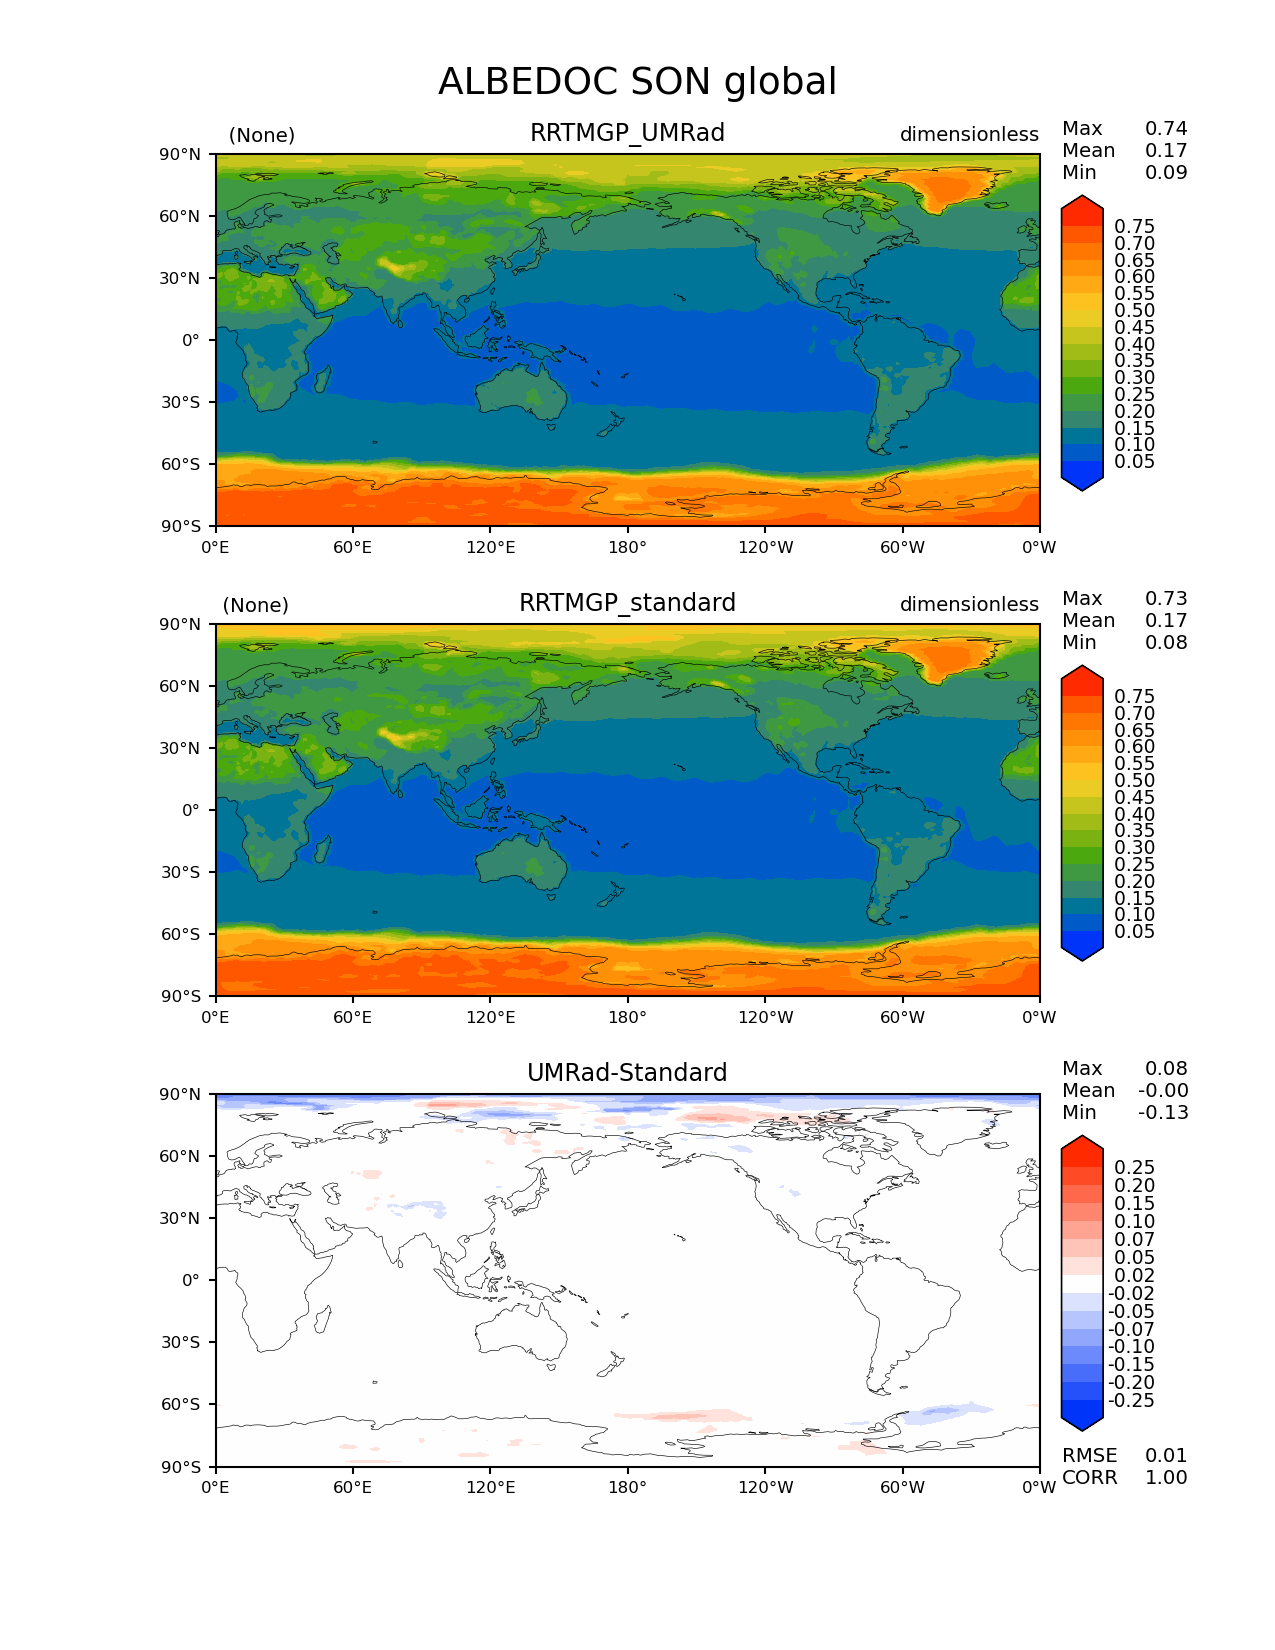 ALBEDOC SON global
(None) RRTMGP_UMRad dimensionless
Max 0.74
Mean 0.17
Min 0.09
90°N
60°N
30°N
0°
30°S
60°S
90°S
0°E 60°E 120°E 180° 120°W 60°W 0°W
0.75
0.70
0.65
0.60
0.55
0.50
0.45
0.40
0.35
0.30
0.25
0.20
0.15
0.10
0.05
(None) RRTMGP_standard dimensionless
Max 0.73
Mean 0.17
Min 0.08
90°N
60°N
30°N
0°
30°S
60°S
90°S
0°E 60°E 120°E 180° 120°W 60°W 0°W
0.75
0.70
0.65
0.60
0.55
0.50
0.45
0.40
0.35
0.30
0.25
0.20
0.15
0.10
0.05
UMRad-Standard
Max 0.08
Mean -0.00
Min -0.13
90°N
60°N
30°N
0°
30°S
60°S
90°S
0°E 60°E 120°E 180° 120°W 60°W 0°W
0.25
0.20
0.15
0.10
0.07
0.05
0.02
-0.02
-0.05
-0.07
-0.10
-0.15
-0.20
-0.25
RMSE 0.01
CORR 1.00